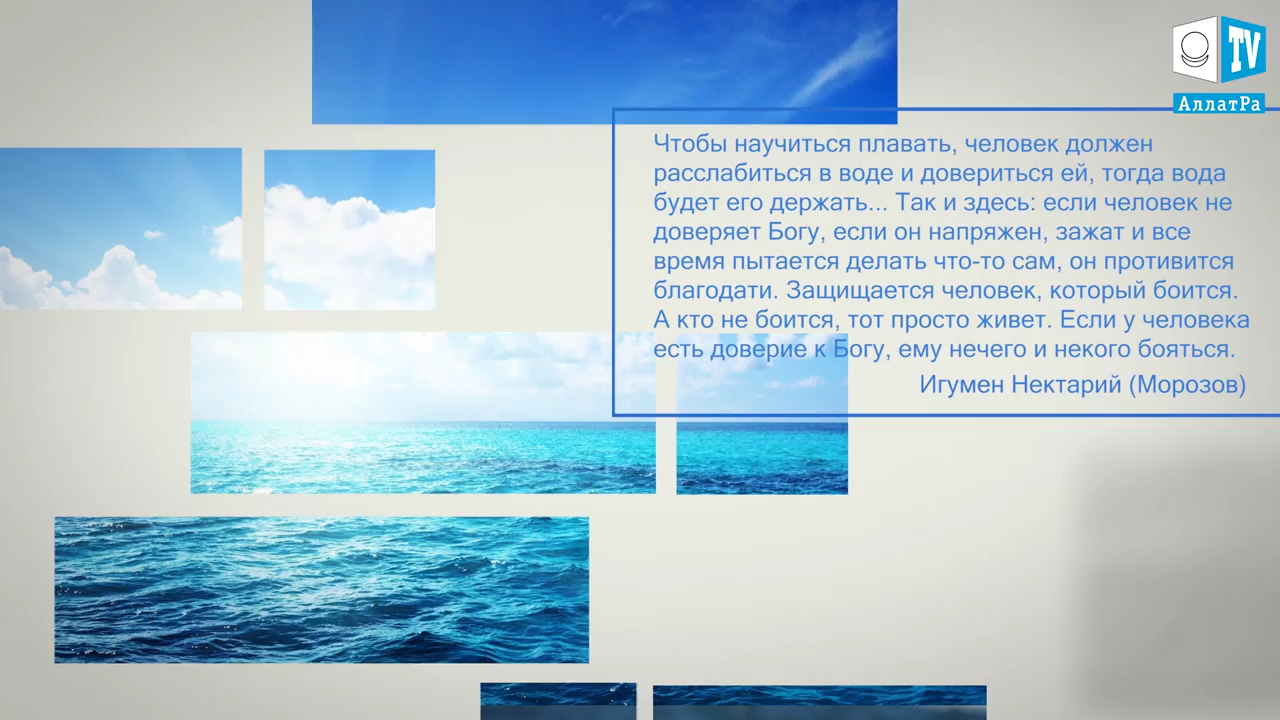 TV
АллатРа
Чтобы научиться плавать, человек должен
расслабиться в воде и довериться ей, тогда вода
будет его держать... Так и здесь: если человек не
доверяет Богу, если он напряжен, зажат и все
время пытается делать что-то сам, он противится
благодати. Защищается человек, который боится.
А кто не боится, тот просто живет. Если у человека
есть доверие к Богу, ему нечего и некого бояться.
Игумен Нектарий (Морозов)